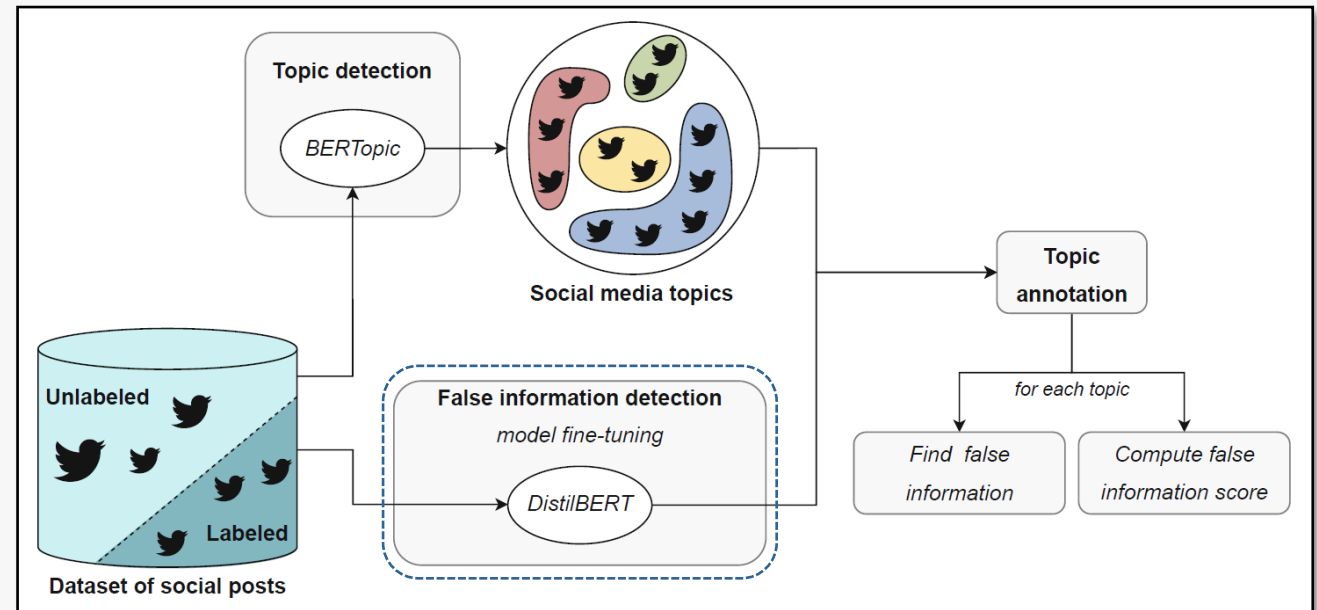 Topic detection
BERTopic
Social media topics
Topic
annotation
for each topic
Find false
information
Compute false
information score
Unlabeled
Labeled
Dataset of social posts
False information detection
model fine-tuning
DistilBERT